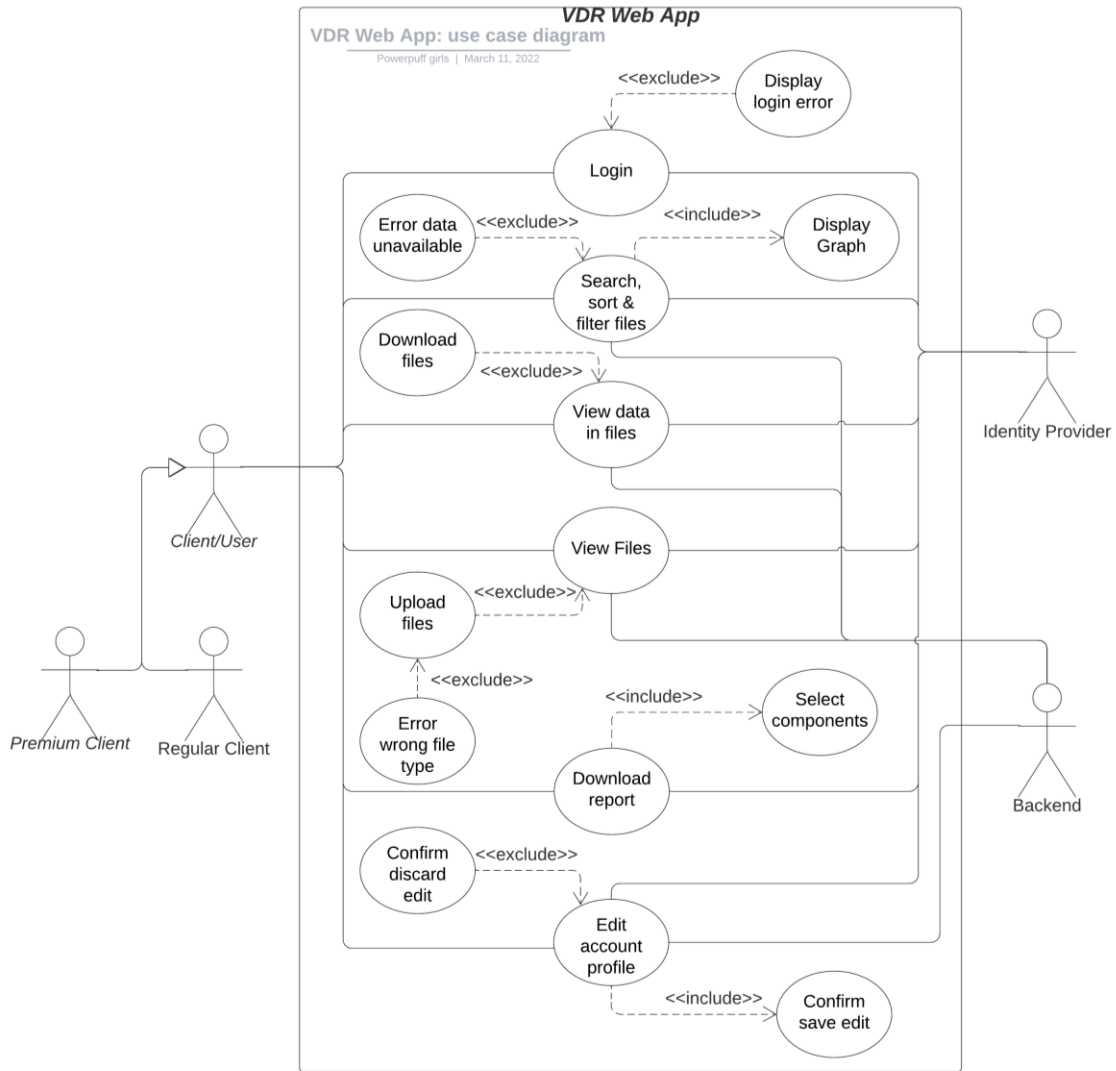 VDR Web App
VDR Web App: use case diagram
Powerpuff girls | March 11, 2022
<<exclude>>
Display
login error
Login
Error data
unavailable
<<exclude>>
<<include>>
Display
Graph
Search,
sort &
filter files
Download
files
<<exclude>>
View data
in files
Identity Provider
Client/User
View Files
Upload
files
<<exclude>>
<<exclude>>
Error
wrong file
type
<<include>>
Select
components
Premium Client
Regular Client
Download
report
Backend
Confirm
discard
edit
<<exclude>>
Edit
account
profile
<<include>>
Confirm
save edit